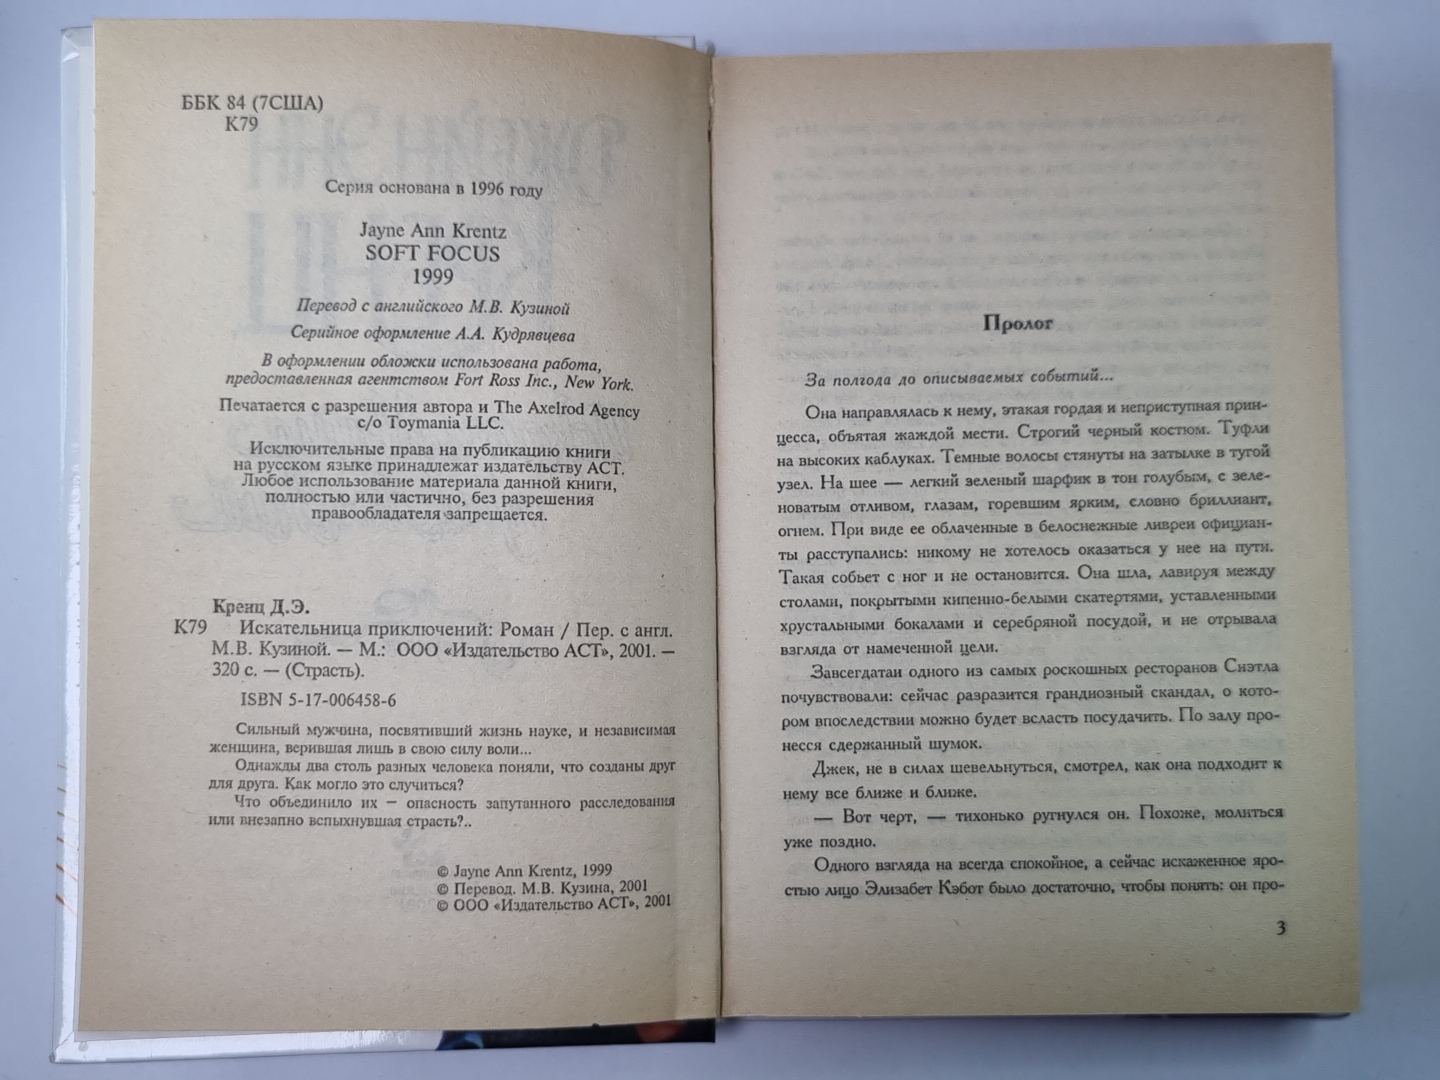 ББК 84 (7США)
К79
Серия основана в 1996 году
Jayne Ann Krentz
SOFT FOCUS
1999
Перевод с английского М.В. Кузиной
Серийное оформление А.А. Кудрявцева
В оформлении обложки использована работа,
предоставленная агентством Fort Ross Inc., New York.
Печатается с разрешения автора и The Axelrod Agency
c/o Toymania LLC.
Исключительные права на публикацию книги
на русском языке принадлежат издательству АСТ.
Любое использование материала данной книги,
полностью или частично, без разрешения
правообладателя запрещается.
Кренц Д.Э.
К79 Искательница приключений: Роман / Пер. с англ.
М.В. Кузиной. — М.: ООО «Издательство АСТ», 2001. —
320 с. — (Страсть).
ISBN 5-17-006458-6
Сильный мужчина, посвятивший жизнь науке, и независимая
женщина, верившая лишь в свою силу воли...
Однажды два столь разных человека поняли, что созданы друг
для друга. Как могло это случиться?
Что объединило их — опасность запутанного расследования
или внезапно вспыхнувшая страсть?..
© Jayne Ann Krentz, 1999
© Перевод. М.В. Кузина, 2001
© ООО «Издательство АСТ», 2001
Пролог
За полгода до описываемых событий...
Она направлялась к нему, этакая гордая и неприступная прин-
цесса, объятая жаждой мести. Строгий черный костюм. Туфли
на высоких каблуках. Темные волосы стянуты на затылке в тугой
узел. На шее — легкий зеленый шарфик в тон голубым, с зеле-
новатым отливом, глазам, горевшим ярким, словно бриллиант,
огнем. При виде ее облаченные в белоснежные ливреи официан-
ты расступались: никому не хотелось оказаться у нее на пути.
Такая собьет с ног и не остановится. Она шла, лавируя между
столами, покрытыми кипенно-белыми скатертями, уставленными
хрустальными бокалами и серебряной посудой, и не отрывала
взгляда от намеченной цели.
Завсегдатаи одного из самых роскошных ресторанов Сиэтла
почувствовали: сейчас разразится грандиозный скандал, о кото-
ром впоследствии можно будет всласть посудачить. По залу про-
несся сдержанный шумок.
Джек, не в силах шевельнуться, смотрел, как она подходит к
нему все ближе и ближе.
— Вот черт, — тихонько ругнулся он. Похоже, молиться
уже поздно.
Одного взгляда на всегда спокойное, а сейчас искаженное яро-
стью лицо Элизабет Кэбот было достаточно, чтобы понять: он про-
3